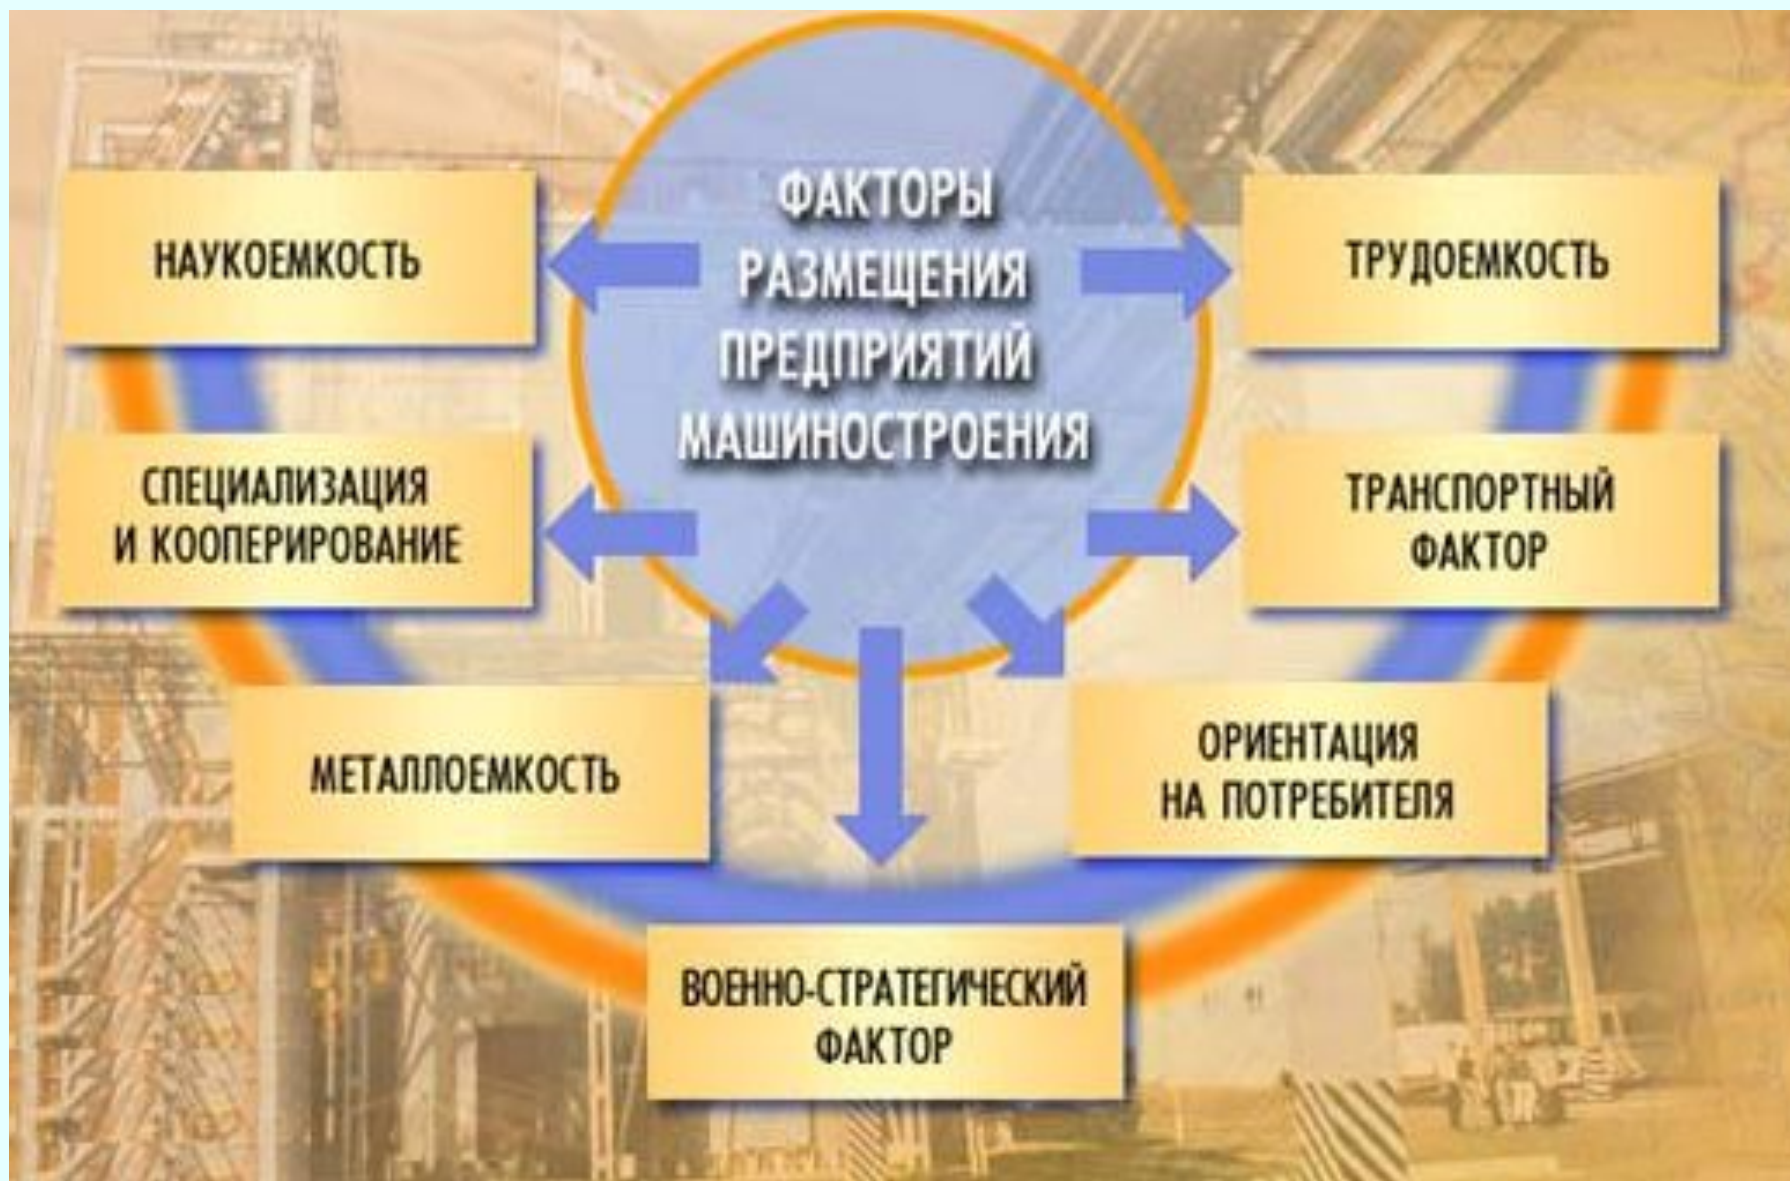 ФАКТОРЫ
РАЗМЕЩЕНИЯ
ПРЕДПРИЯТИЙ
МАШИНОСТРОЕНИЯ
НАУКОЕМКОСТЬ
ТРУДОЕМКОСТЬ
СПЕЦИАЛИЗАЦИЯ
И КООПЕРИРОВАНИЕ
ТРАНСПОРТНЫЙ
ФАКТОР
МЕТАЛЛОЕМКОСТЬ
ОРИЕНТАЦИЯ
НА ПОТРЕБИТЕЛЯ
ВОЕННО-СТРАТЕГИЧЕСКИЙ
ФАКТОР